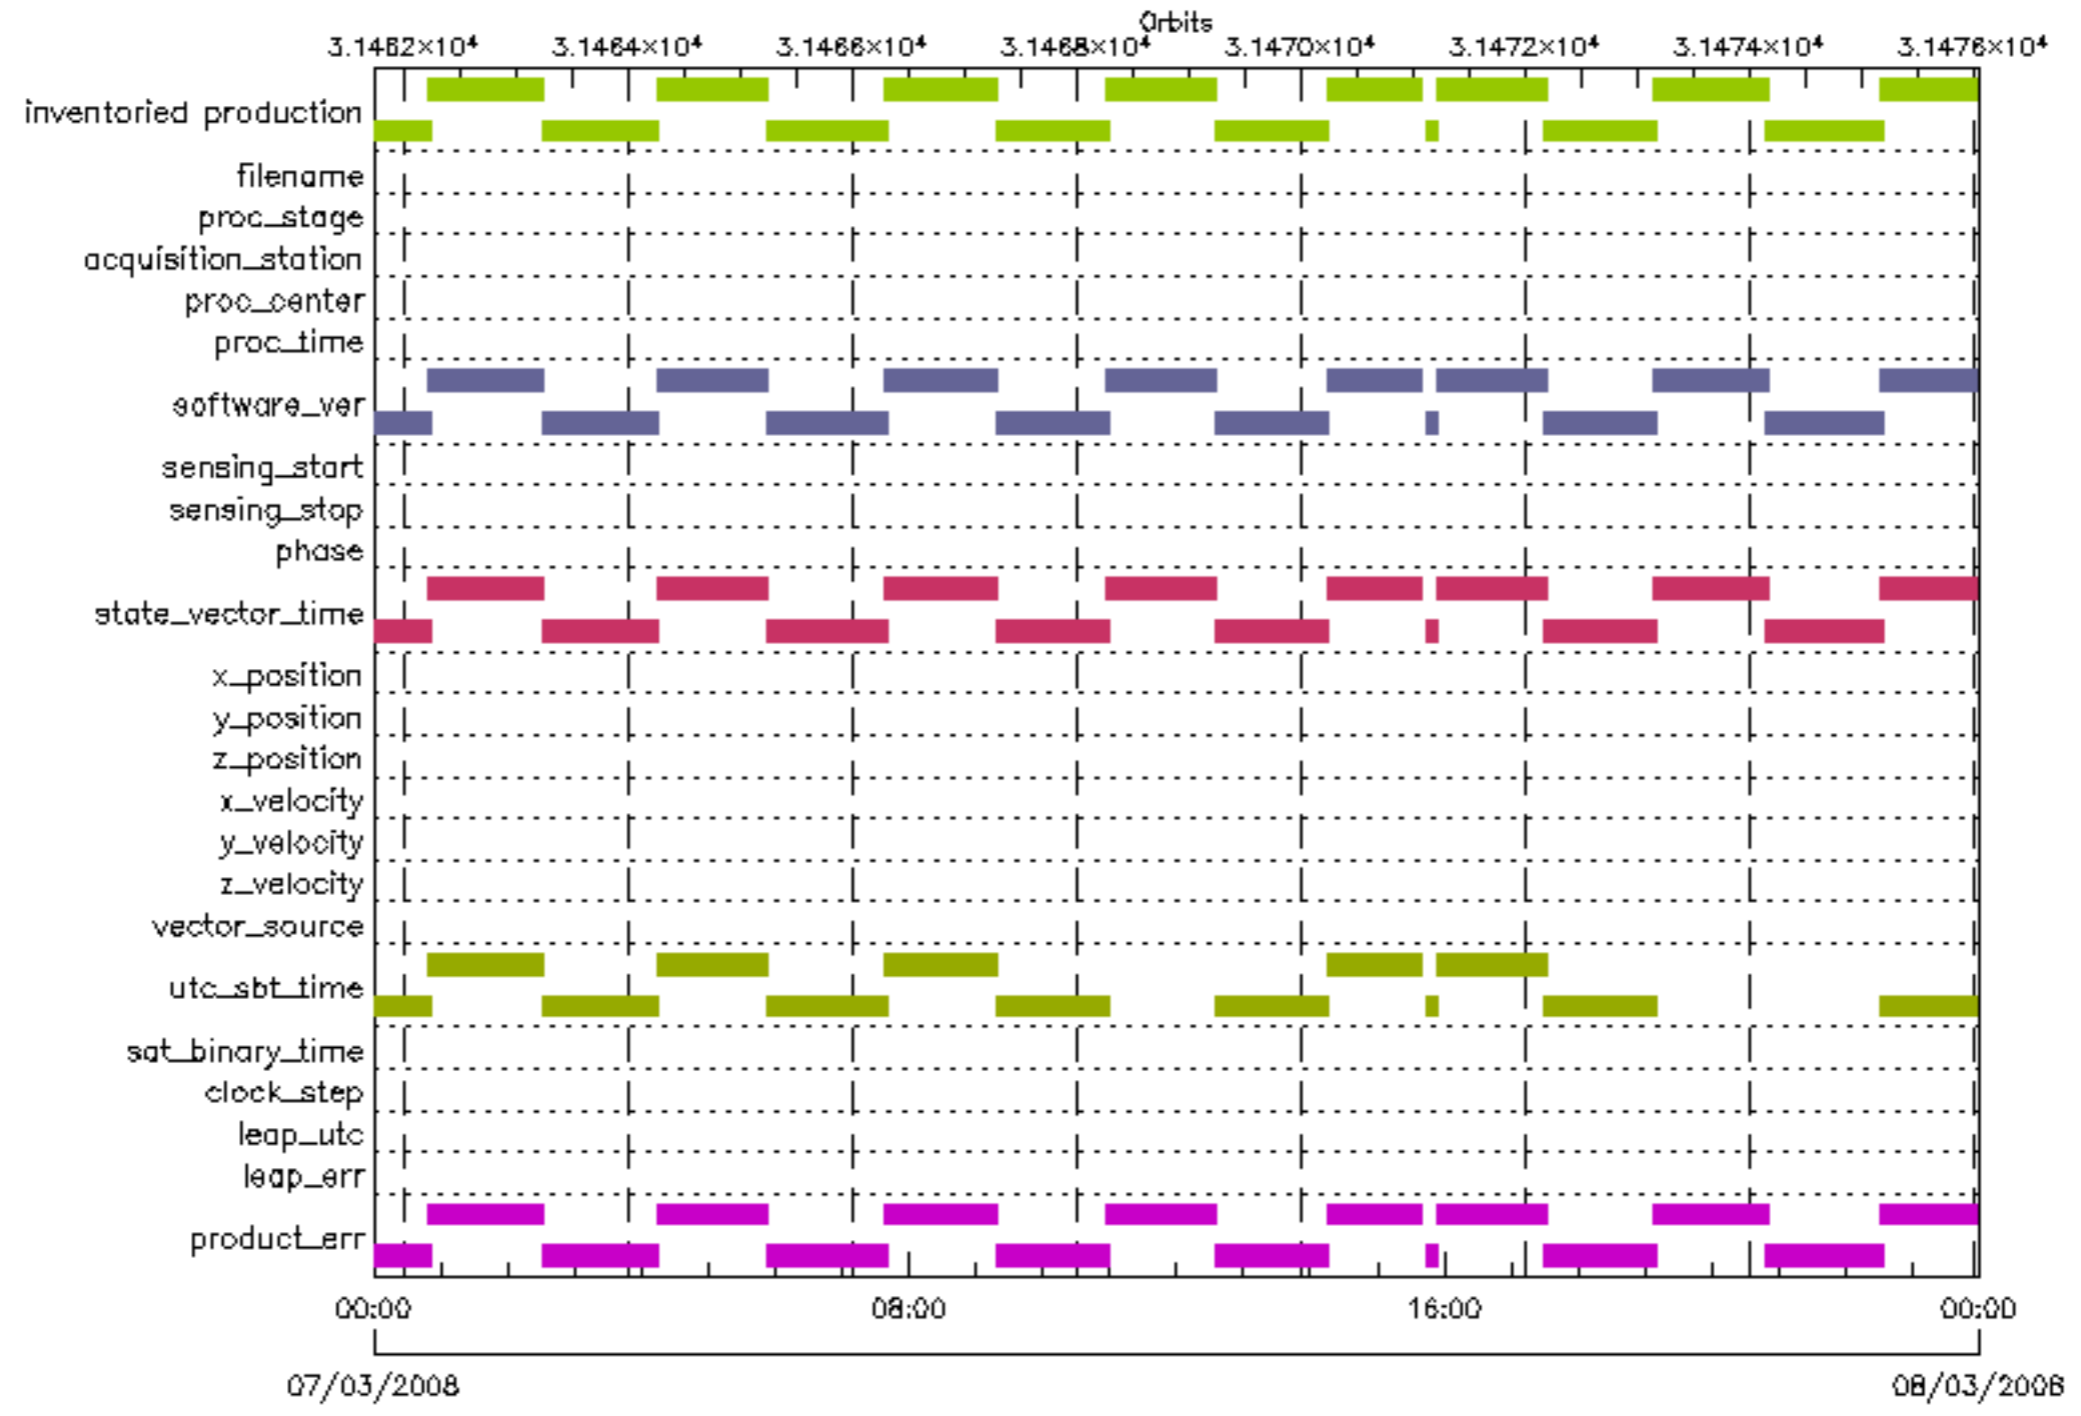 Orbits
3.1462×10⁴ 3.1464×10⁴ 3.1466×10⁴ 3.1468×10⁴ 3.1470×10⁴ 3.1472×10⁴ 3.1474×10⁴ 3.1476×10⁴
inventoried production
filename
proc_stage
acquisition_station
proc_center
proc_time
software_ver
sensing_start
sensing_stop
phase
state_vector_time
x_position
y_position
z_position
x_velocity
y_velocity
z_velocity
vector_source
utc_sbt_time
sat_binary_time
clock_step
leap_utc
leap_err
product_err
00:00 08:00 16:00 00:00
07/03/2008 08/03/2008